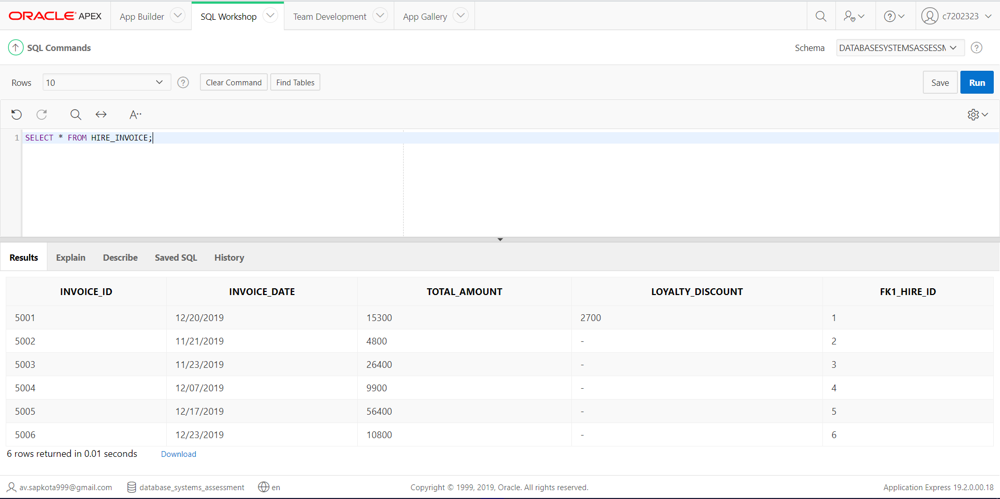 ORACLE APEX App Builder SQL Workshop Team Development App Gallery c7202323
SQL Commands Schema DATABASESYSTEMSASSESSM
Rows 10 Clear Command Find Tables Save Run
A
1 SELECT * FROM HIRE_INVOICE;
Results Explain Describe Saved SQL History
INVOICE_ID INVOICE_DATE TOTAL_AMOUNT LOYALTY_DISCOUNT FK1_HIRE_ID
5001 12/20/2019 15300 2700 1
5002 11/21/2019 4800 - 2
5003 11/23/2019 26400 - 3
5004 12/07/2019 9900 - 4
5005 12/17/2019 56400 - 5
5006 12/23/2019 10800 - 6
6 rows returned in 0.01 seconds Download
av.sapkota999@gmail.com database_systems_assessment en Copyright © 1999, 2019, Oracle. All rights reserved. Application Express 19.2.0.00.18